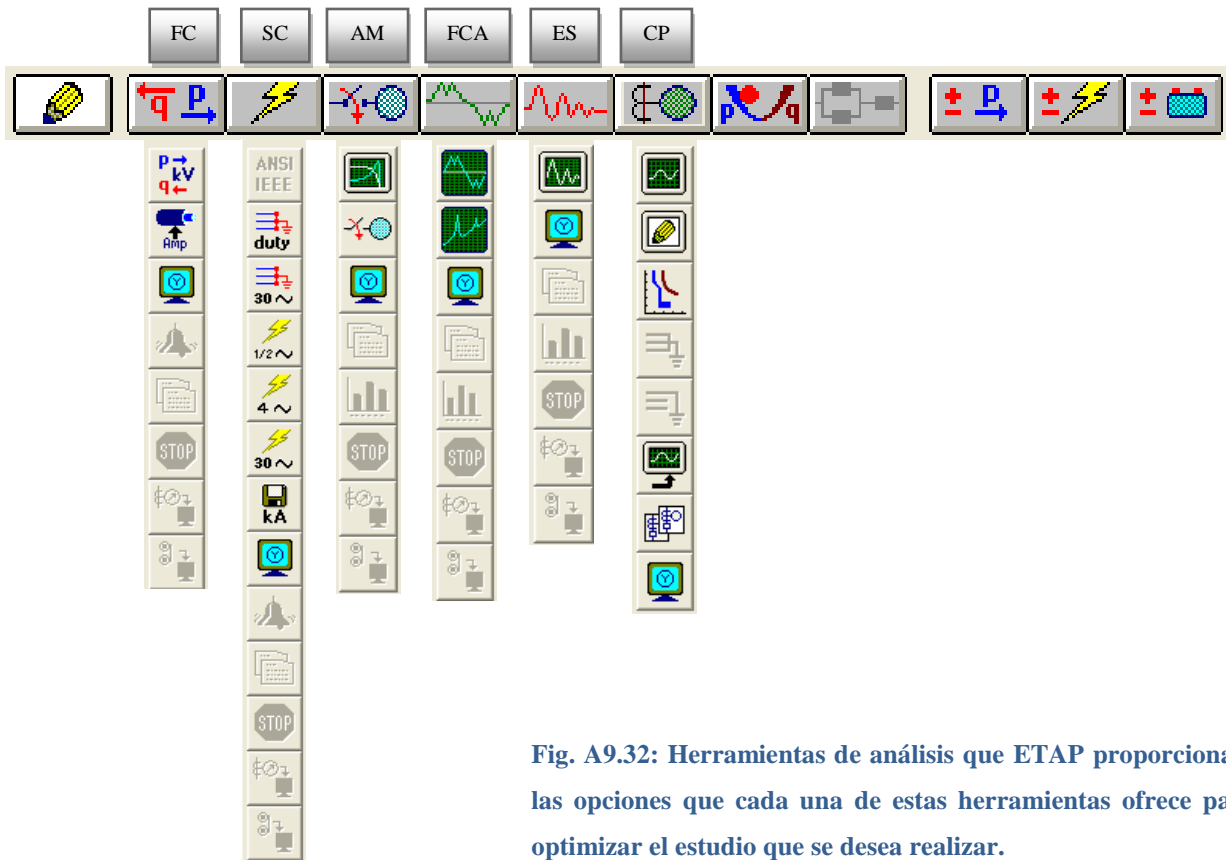 FC SC AM FCA ES CP
q p
p q
± p
±
±
p kV q
Amp
STOP
ANSI IEEE
duty
30
1/2
4
30
kA
STOP
STOP
STOP
STOP
Fig. A9.32: Herramientas de análisis que ETAP proporciona
las opciones que cada una de estas herramientas ofrece pa
optimizar el estudio que se desea realizar.